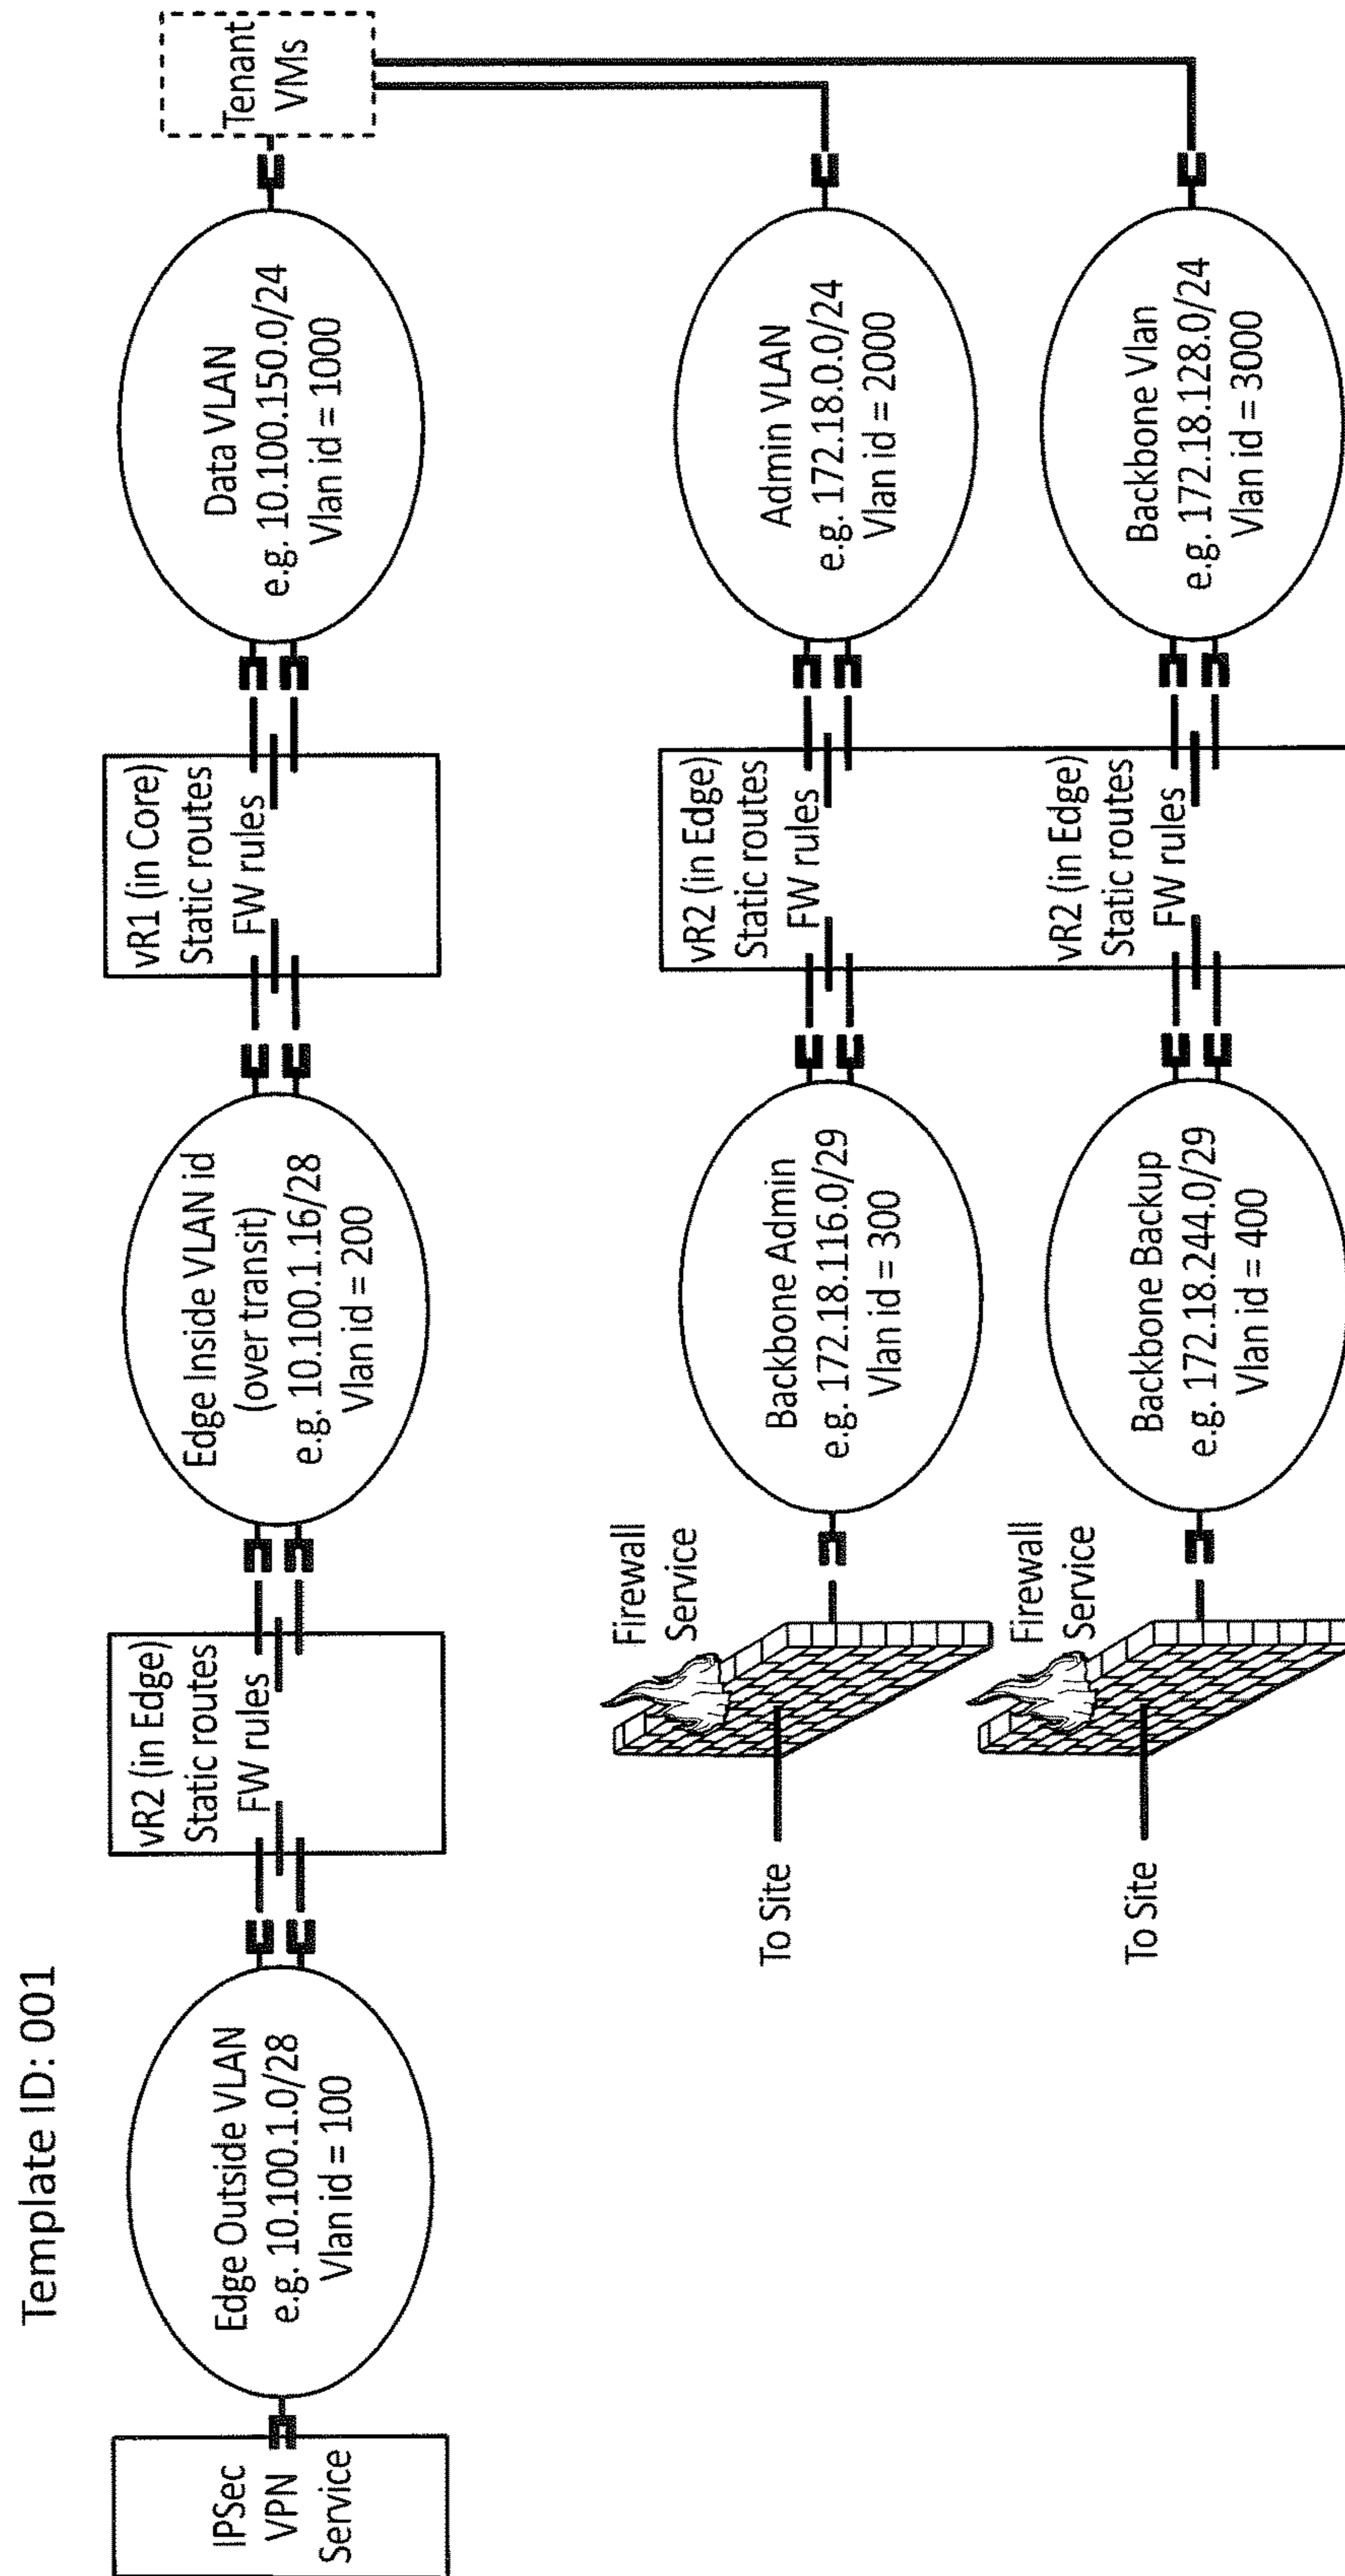 Template ID: 001
IPSec
VPN
Service
Edge Outside VLAN
e.g. 10.100.1.0/28
Vlan id = 100
vR2 (in Edge)
Static routes
FW rules
Edge Inside VLAN id
(over transit)
e.g. 10.100.1.16/28
Vlan id = 200
vR1 (in Core)
Static routes
FW rules
Data VLAN
e.g. 10.100.150.0/24
Vlan id = 1000
Tenant
VMs
To Site
Firewall
Service
Backbone Admin
e.g. 172.18.116.0/29
Vlan id = 300
vR2 (in Edge)
Static routes
FW rules
Admin VLAN
e.g. 172.18.0.0/24
Vlan id = 2000
To Site
Firewall
Service
Backbone Backup
e.g. 172.18.244.0/29
Vlan id = 400
vR2 (in Edge)
Static routes
FW rules
Backbone Vlan
e.g. 172.18.128.0/24
Vlan id = 3000